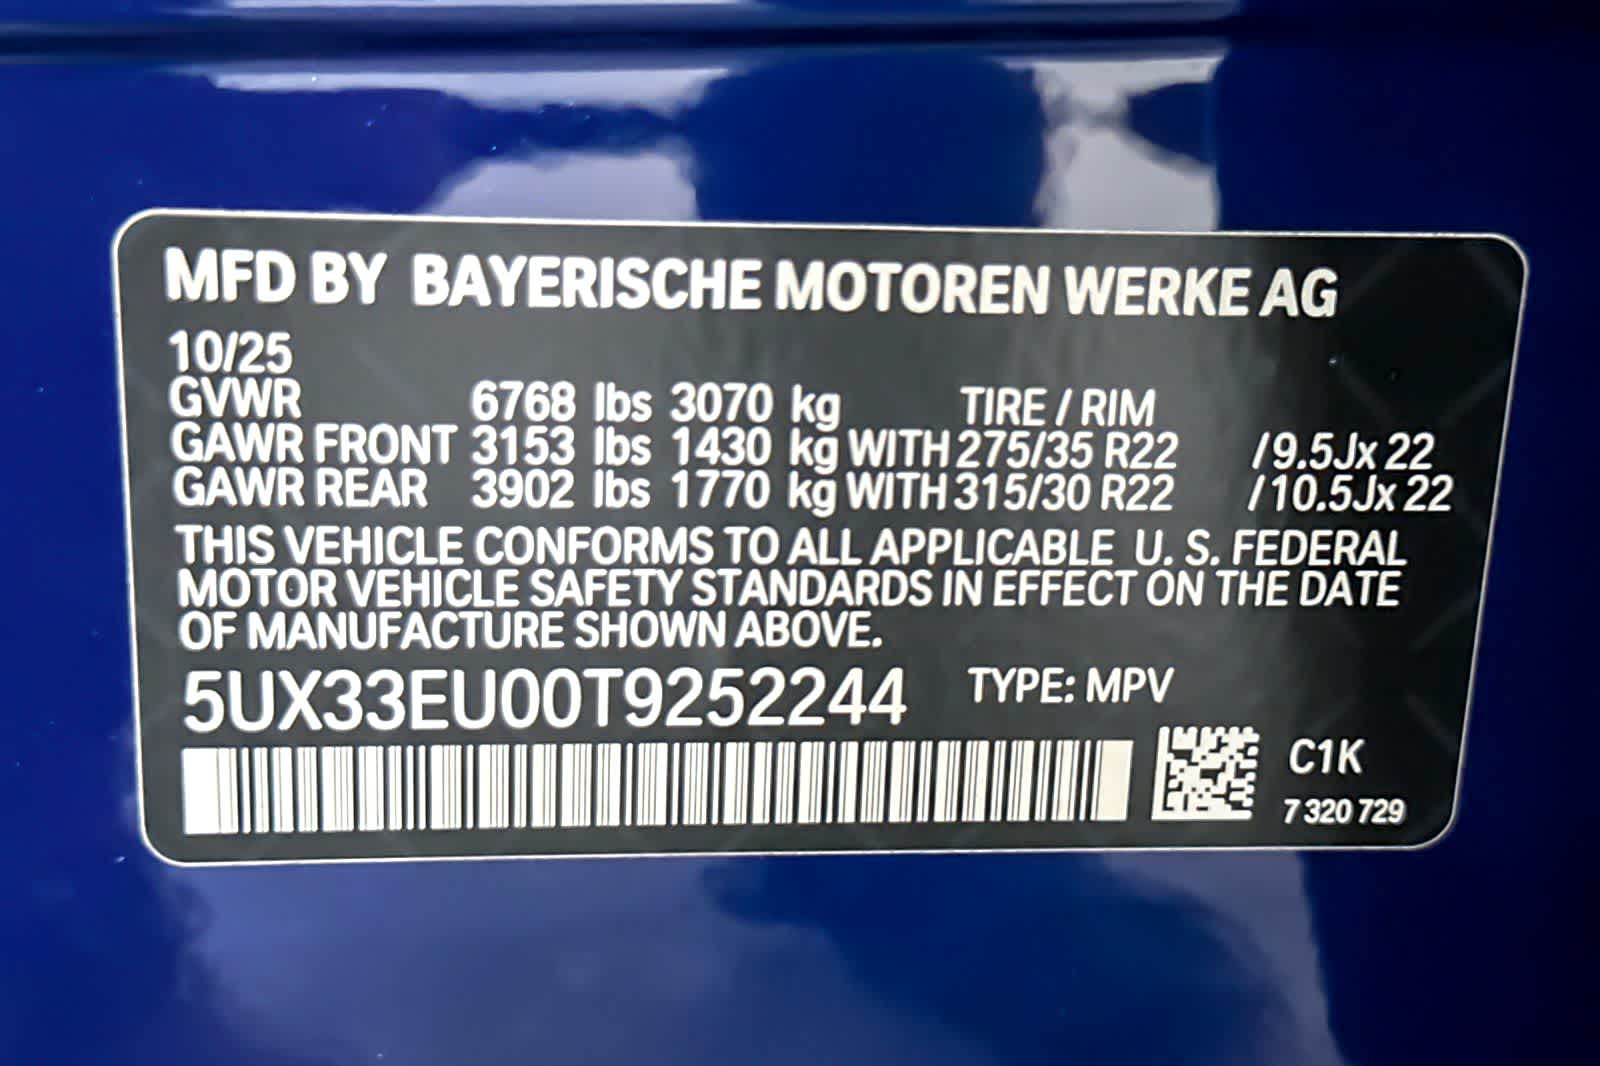 MFD BY BAYERISCHE MOTOREN WERKE AG
10/25
GVWR 6768 lbs 3070 kg TIRE / RIM
GAWR FRONT 3153 lbs 1430 kg WITH 275/35 R22 /9.5Jx 22
GAWR REAR 3902 lbs 1770 kg WITH 315/30 R22 /10.5Jx 22
THIS VEHICLE CONFORMS TO ALL APPLICABLE U. S. FEDERAL
MOTOR VEHICLE SAFETY STANDARDS IN EFFECT ON THE DATE
OF MANUFACTURE SHOWN ABOVE.
5UX33EU00T9252244 TYPE: MPV
C1K
7 320 729